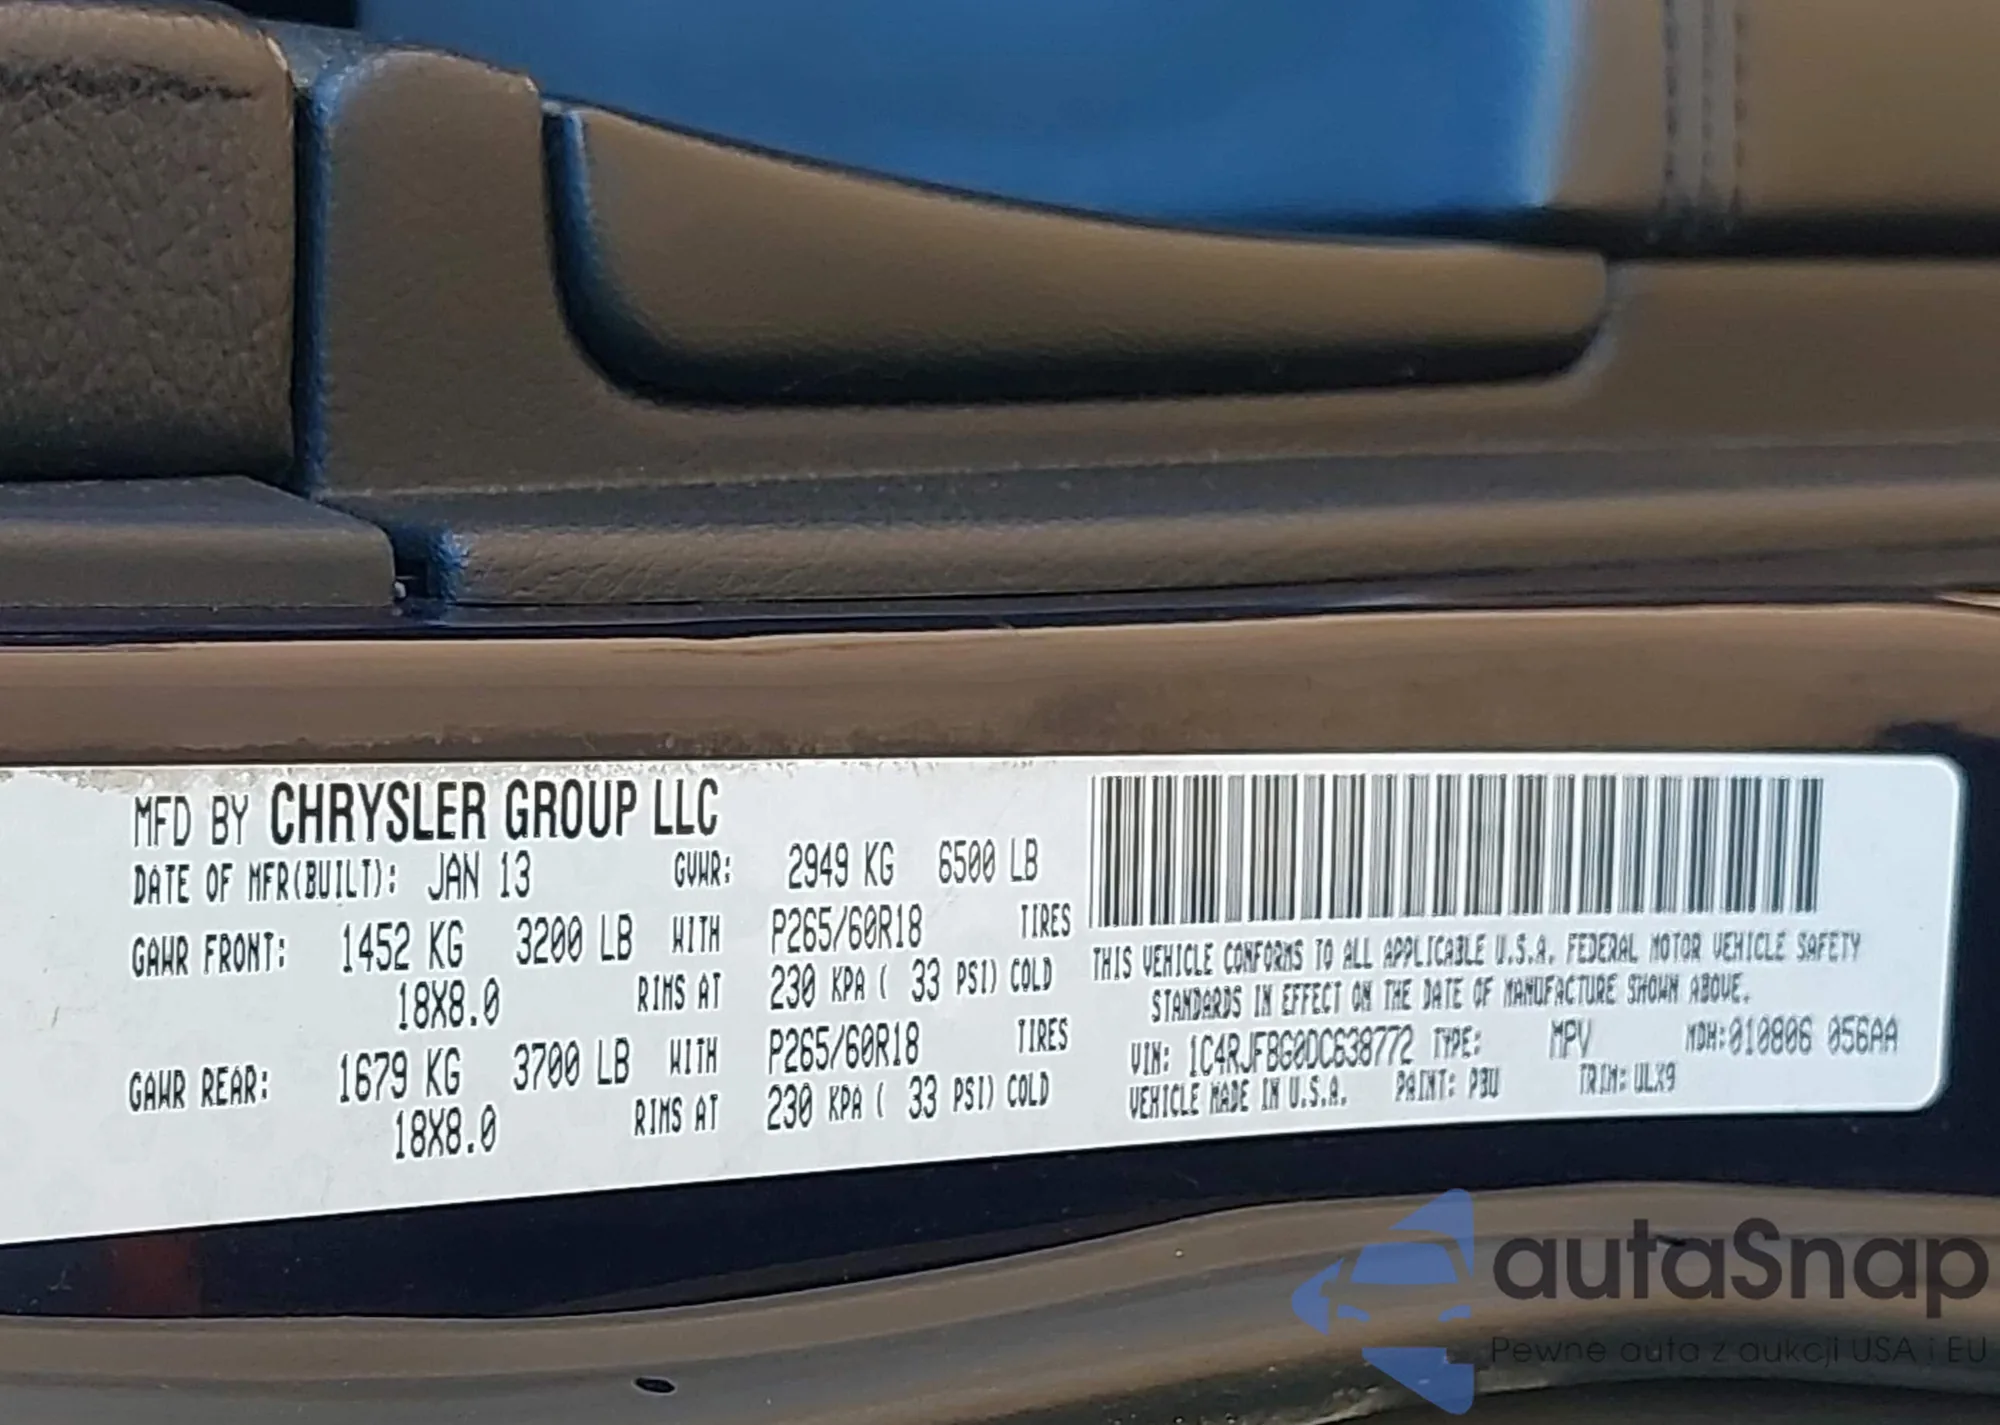 MFD BY CHRYSLER GROUP LLC
DATE OF MFR(BUILT): JAN 13 GVWR: 2949 KG 6500 LB
GAWR FRONT: 1452 KG 3200 LB WITH P265/60R18 TIRES
18X8.0 RIMS AT 230 KPA ( 33 PSI) COLD
GAWR REAR: 1679 KG 3700 LB WITH P265/60R18 TIRES
18X8.0 RIMS AT 230 KPA ( 33 PSI) COLD
THIS VEHICLE CONFORMS TO ALL APPLICABLE U.S.A. FEDERAL MOTOR VEHICLE SAFETY
STANDARDS IN EFFECT ON THE DATE OF MANUFACTURE SHOWN ABOVE.
VIN: 1C4RJFBG0DC638772 TYPE: MPV MDH:010806 056AA
VEHICLE MADE IN U.S.A. PAINT: PBU TRIM: ULX9
autaSnap
Pewne auta z aukcji USA i EU